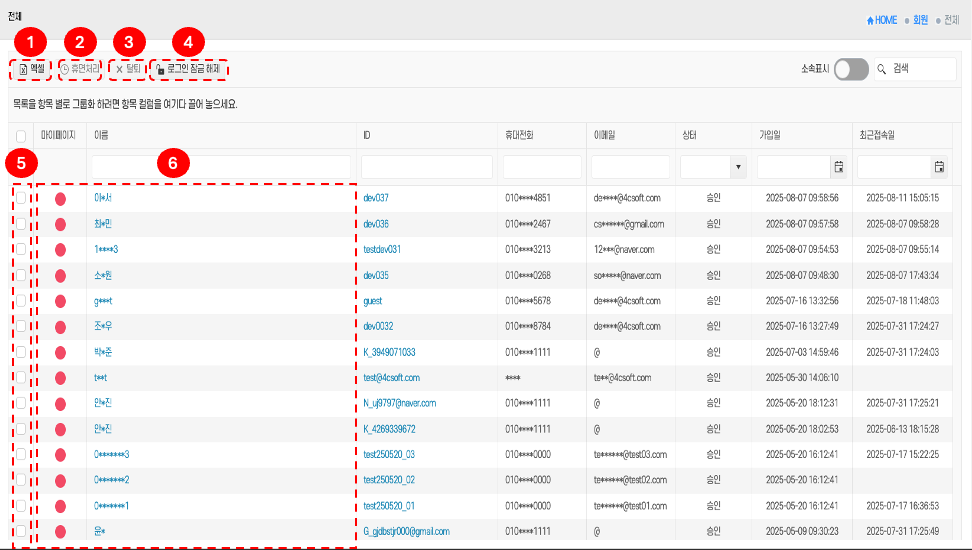 전체
HOME 회원 전체
1 2 3 4
엑셀 휴면처리 탈퇴 로그인 잠금 해제 소속표시 검색
목록을 항목 별로 그룹화 하려면 항목 컬럼을 여기다 끌어 놓으세요.
마이페이지 이름 ID 휴대전화 이메일 상태 가입일 최근접속일
5 6
이*서 dev037 010****4851 de****@4csoft.com 승인 2025-08-07 09:58:56 2025-08-11 15:05:15
최*민 dev036 010****2467 cs******@gmail.com 승인 2025-08-07 09:57:58 2025-08-07 09:58:28
1****3 testdev031 010****3213 12***@naver.com 승인 2025-08-07 09:54:53 2025-08-07 09:55:14
소*원 dev035 010****0268 so*****@naver.com 승인 2025-08-07 09:48:30 2025-08-07 17:43:34
g***t guest 010****5678 de****@4csoft.com 승인 2025-07-16 13:32:56 2025-07-18 11:48:03
조*우 dev0032 010****8784 de****@4csoft.com 승인 2025-07-16 13:27:49 2025-07-31 17:24:27
박*준 K_3949071033 010****1111 @ 승인 2025-07-03 14:59:46 2025-07-31 17:24:03
t**t test@4csoft.com **** te**@4csoft.com 승인 2025-05-30 14:06:10
안*진 N_uj9797@naver.com 010****1111 @ 승인 2025-05-20 18:12:31 2025-07-31 17:25:21
안*진 K_4269339672 010****1111 @ 승인 2025-05-20 18:02:53 2025-06-13 18:15:28
0*******3 test250520_03 010****0000 te******@test03.com 승인 2025-05-20 16:12:41 2025-07-17 15:22:25
0*******2 test250520_02 010****0000 te******@test02.com 승인 2025-05-20 16:12:41
0*******1 test250520_01 010****0000 te******@test01.com 승인 2025-05-20 16:12:41 2025-07-17 16:36:53
윤* G_gjdbstjr000@gmail.com 010****1111 @ 승인 2025-05-09 09:30:23 2025-07-31 17:25:49